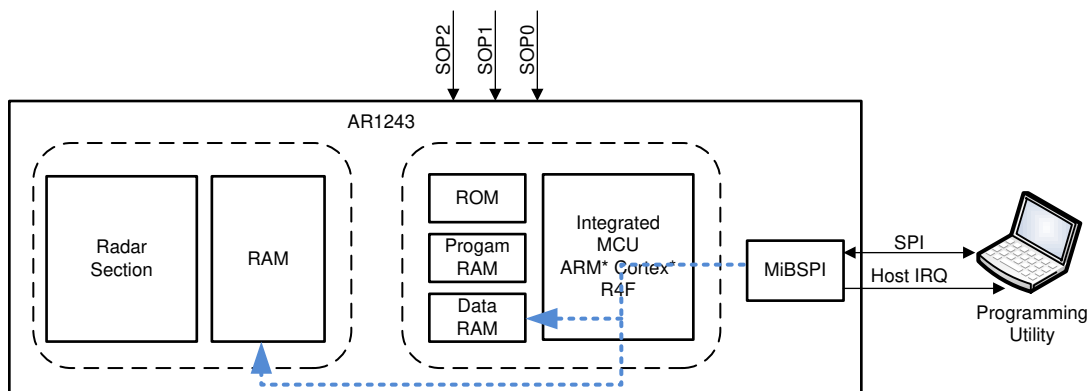 SOP2
SOP1
SOP0
AR1243
Radar
Section
RAM
ROM
Progam
RAM
Data
RAM
Integrated
MCU
ARM* Cortex*
R4F
MiBSPI
SPI
Host IRQ
Programming
Utility